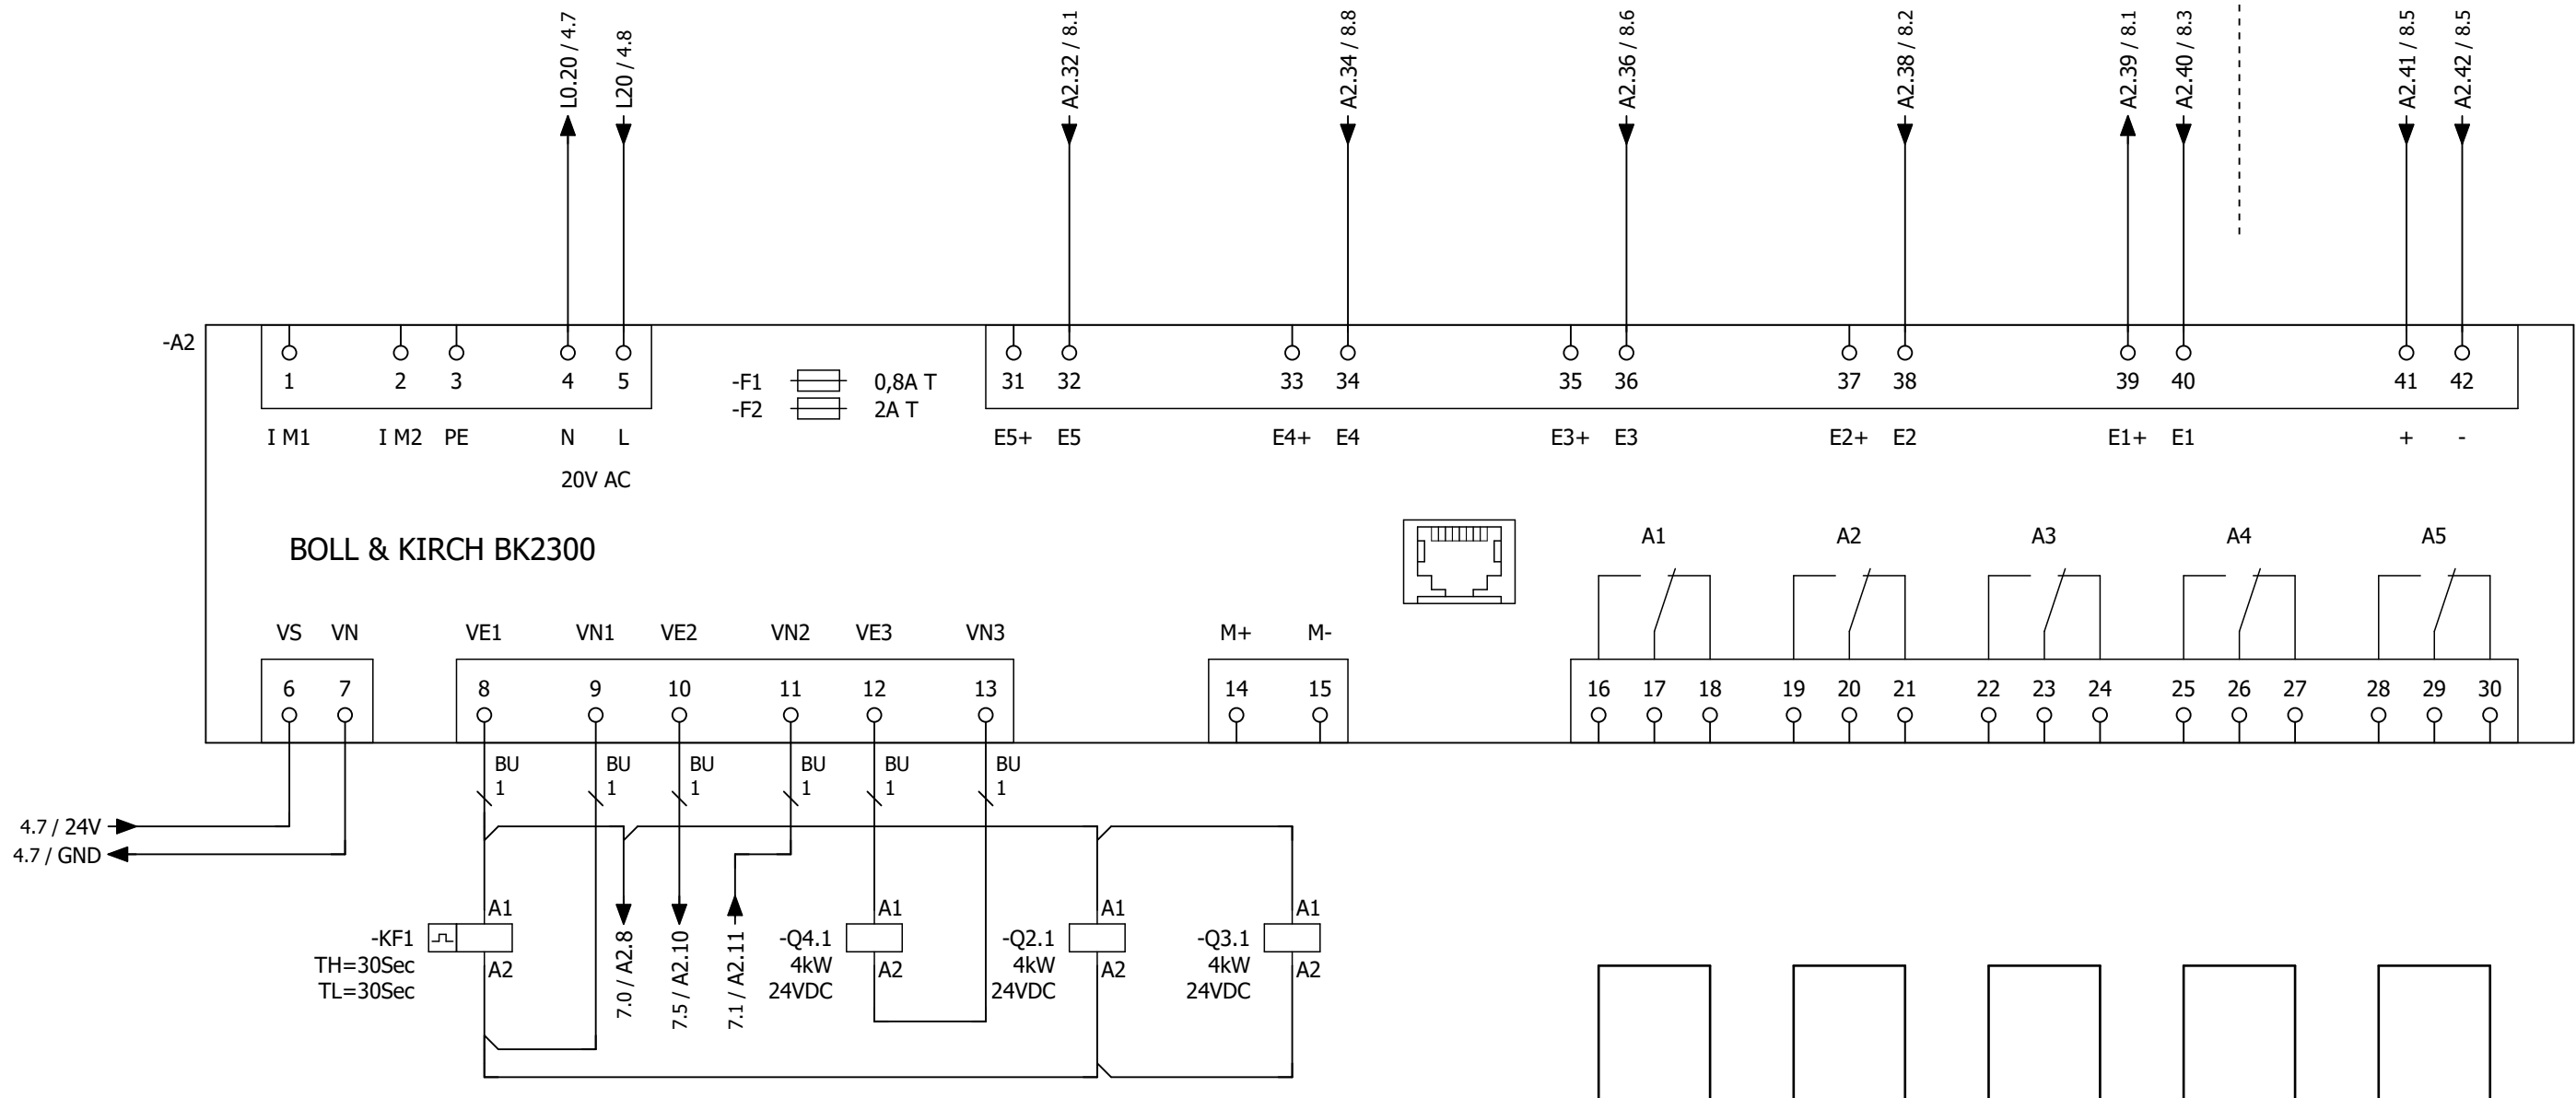 L0.20 / 4.7
L20 / 4.8
A2.32 / 8.1
A2.34 / 8.8
A2.36 / 8.6
A2.38 / 8.2
A2.39 / 8.1
A2.40 / 8.3
A2.41 / 8.5
A2.42 / 8.5
-A2
1 2 3 4 5
-F1 0,8A T
-F2 2A T
31 32 33 34 35 36 37 38 39 40 41 42
I M1 I M2 PE N L
E5+ E5 E4+ E4 E3+ E3 E2+ E2 E1+ E1 + -
20V AC
BOLL & KIRCH BK2300
A1 A2 A3 A4 A5
VS VN VE1 VN1 VE2 VN2 VE3 VN3 M+ M-
6 7 8 9 10 11 12 13 14 15 16 17 18 19 20 21 22 23 24 25 26 27 28 29 30
BU BU BU BU BU BU
1 1 1 1 1 1
4.7 / 24V
4.7 / GND
A1 A1 A1 A1
-KF1 -Q4.1 -Q2.1 -Q3.1
TH=30Sec 4kW 4kW 4kW
A2 A2 A2 A2
TL=30Sec 24VDC 24VDC 24VDC
7.0 / A2.8
7.5 / A2.10
7.1 / A2.11